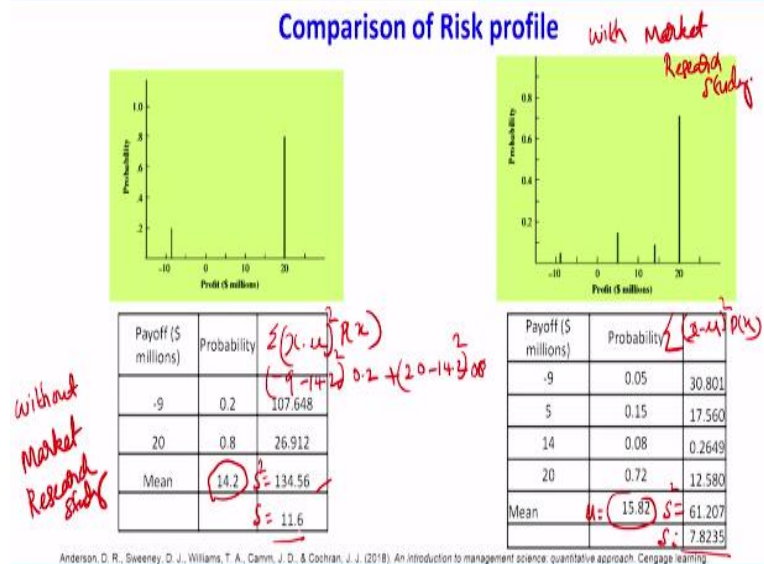 Comparison of Risk profile
with Market
Research
Study.
Probability
1.0
.8
.6
.4
.2
-10 0 10 20
Profit ($ millions)
Probability
0.8
0.6
0.4
0.2
-10 0 10 20
Profit ($ millions)
without
Market
Research
Study
Payoff ($ millions) Probability Σ(x-μ)² P(x)
(-9-14.2)² 0.2 + (20-14.2)² 0.8
-9 0.2 107.648
20 0.8 26.912
Mean 14.2 S² = 134.56
S = 11.6
Payoff ($ millions) Probability Σ(x-μ)² P(x)
-9 0.05 30.801
5 0.15 17.560
14 0.08 0.2649
20 0.72 12.580
Mean μ= 15.82 S² = 61.207
S: 7.8235
Anderson, D. R., Sweeney, D. J., Williams, T. A., Camm, J. D., & Cochran, J. J. (2018). An introduction to management science: quantitative approach. Cengage learning